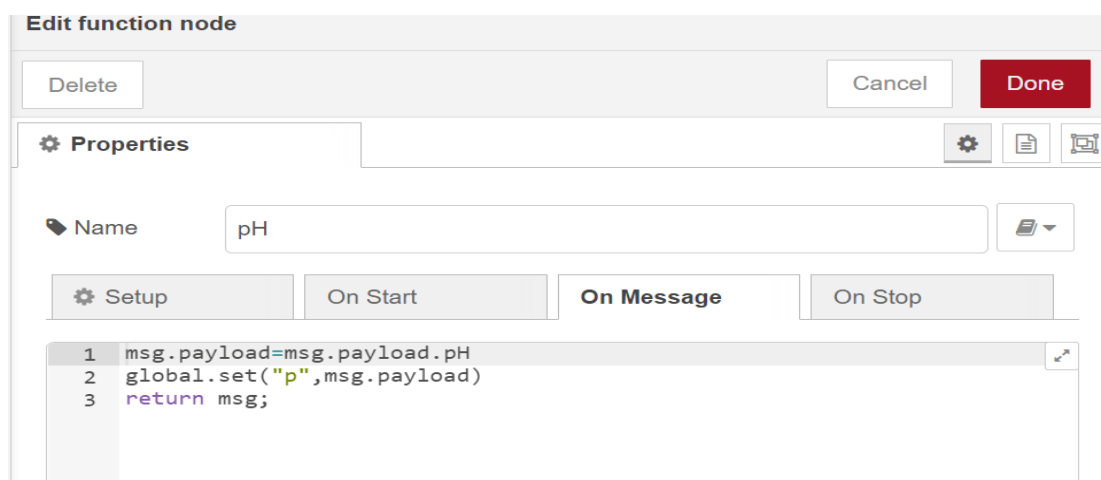 Edit function node
Delete Cancel Done
Properties
Name pH
Setup On Start On Message On Stop
1 msg.payload=msg.payload.pH
2 global.set("p",msg.payload)
3 return msg;